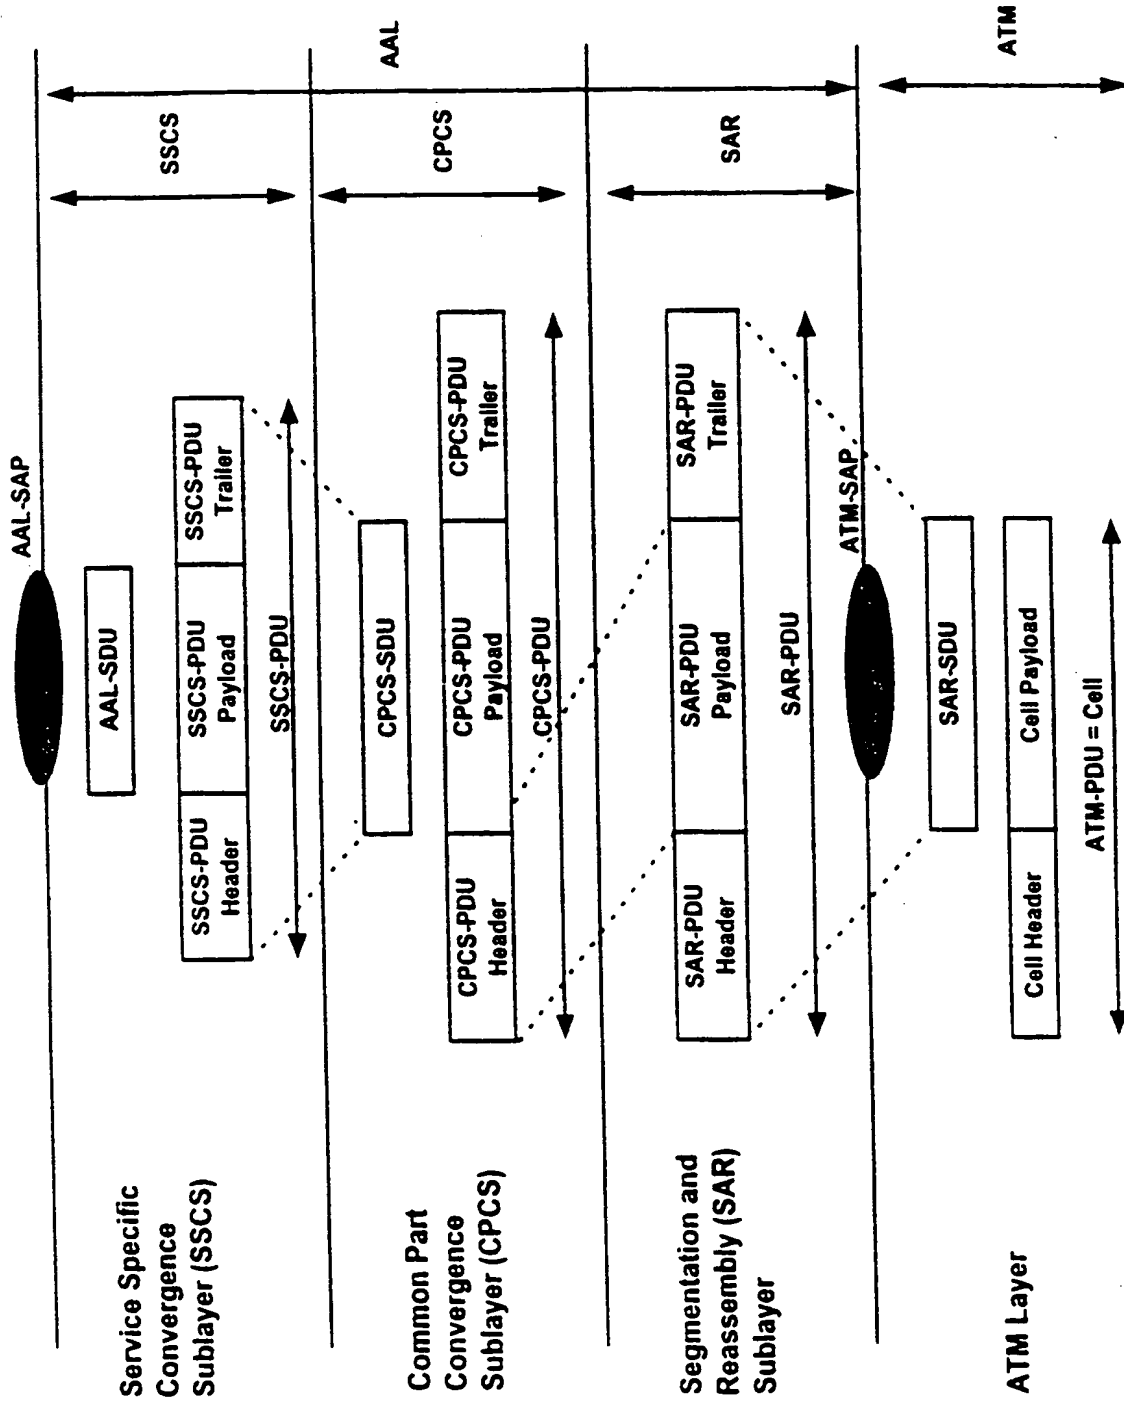 AAL-SAP
Service Specific
Convergence
Sublayer (SSCS)
AAL-SDU
SSCS-PDU
Header
SSCS-PDU
Payload
SSCS-PDU
Trailer
SSCS-PDU
SSCS
AAL
Common Part
Convergence
Sublayer (CPCS)
CPCS-SDU
CPCS-PDU
Header
CPCS-PDU
Payload
CPCS-PDU
Trailer
CPCS-PDU
CPCS
Segmentation and
Reassembly (SAR)
Sublayer
SAR-PDU
Header
SAR-PDU
Payload
SAR-PDU
Trailer
SAR-PDU
SAR
ATM-SAP
ATM Layer
SAR-SDU
Cell Header
Cell Payload
ATM-PDU = Cell
ATM